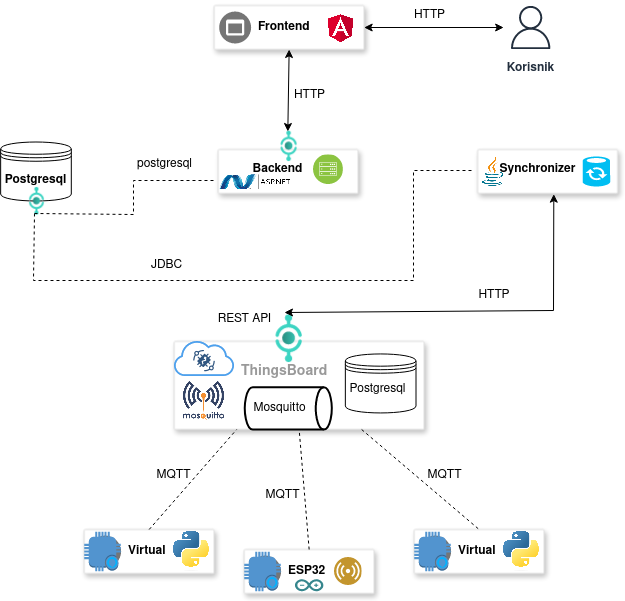 Frontend
HTTP
Korisnik
HTTP
Postgresql
postgresql
Backend
ASP.NET
Synchronizer
JDBC
HTTP
REST API
ThingsBoard
Postgresql
mosquitto
Mosquitto
MQTT
MQTT
MQTT
Virtual
ESP32
Virtual